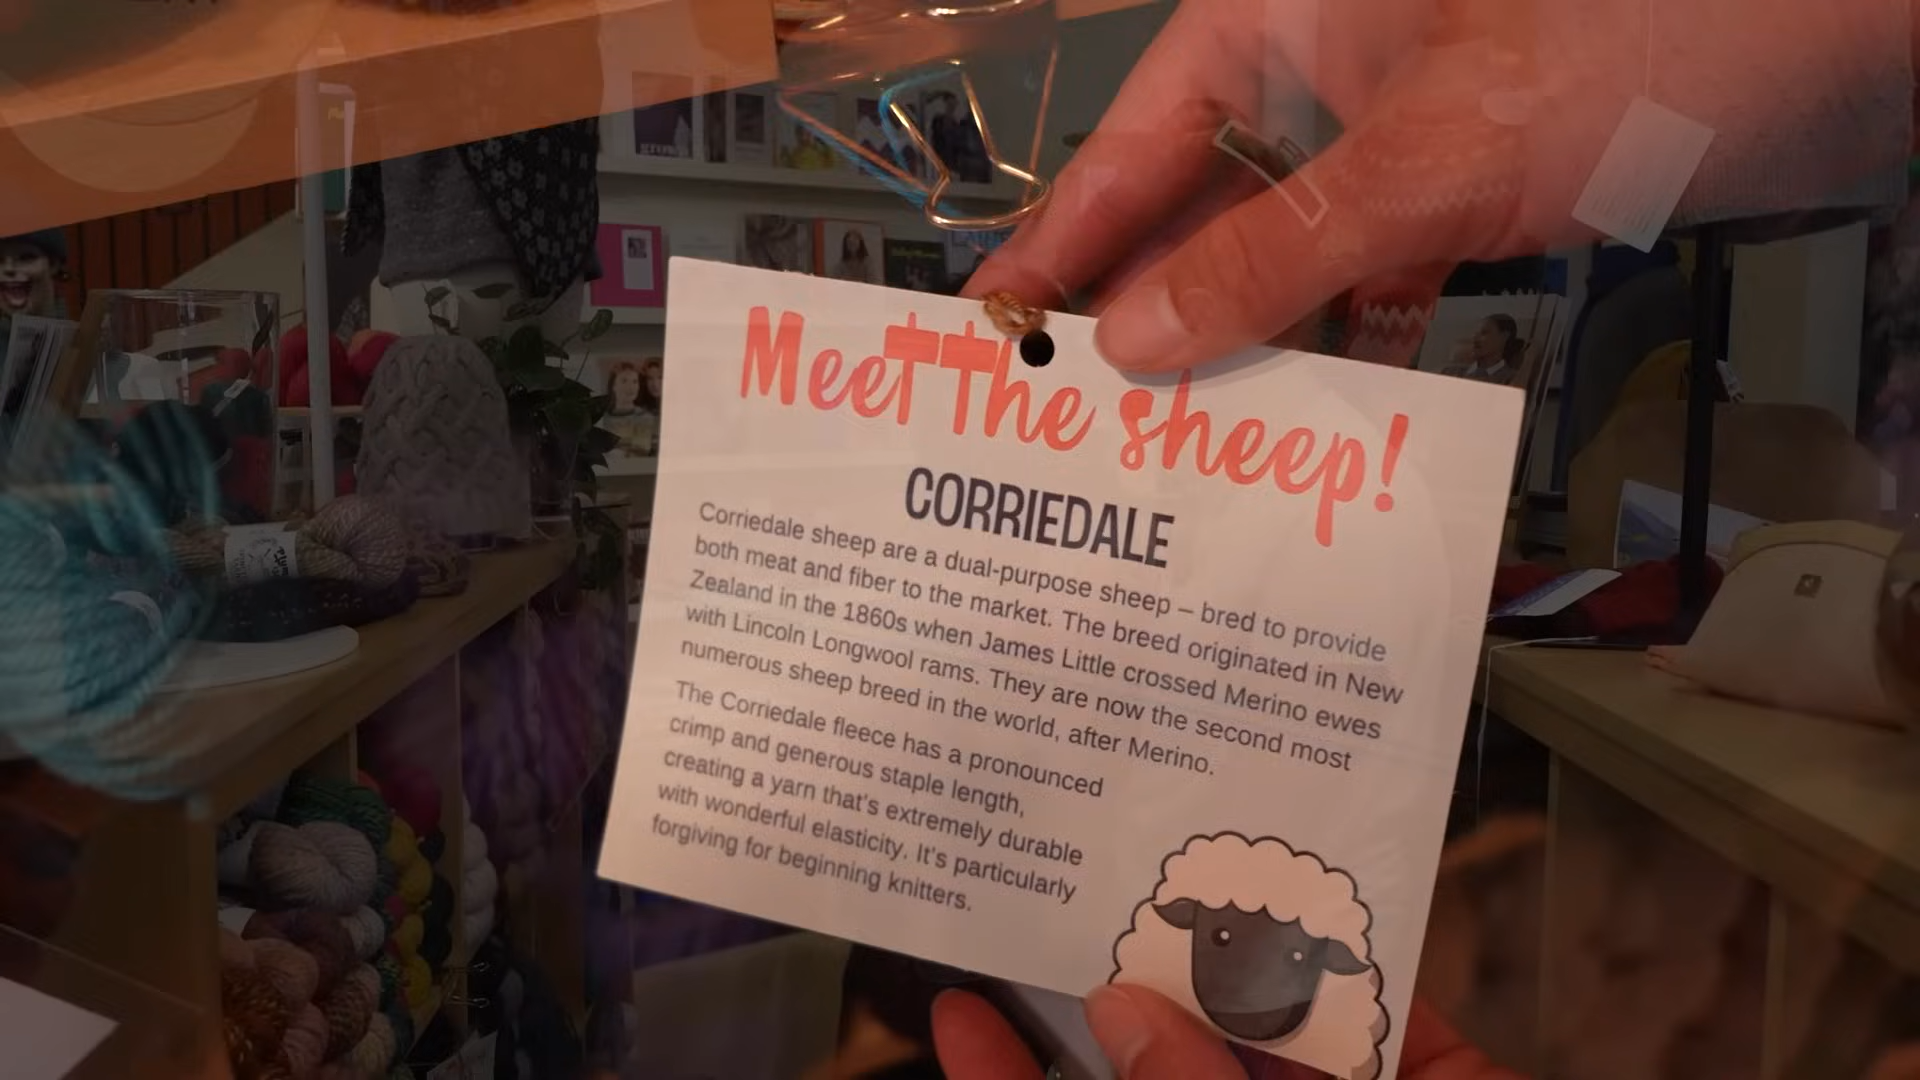 Meet The sheep!
CORRIEDALE
Corriedale sheep are a dual-purpose sheep – bred to provide
both meat and fiber to the market. The breed originated in New
Zealand in the 1860s when James Little crossed Merino ewes
with Lincoln Longwool rams. They are now the second most
numerous sheep breed in the world, after Merino.
The Corriedale fleece has a pronounced
crimp and generous staple length,
creating a yarn that's extremely durable
with wonderful elasticity. It's particularly
forgiving for beginning knitters.